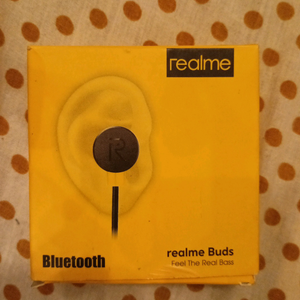 realme
R
Bluetooth
realme Buds
Feel The Real Bass